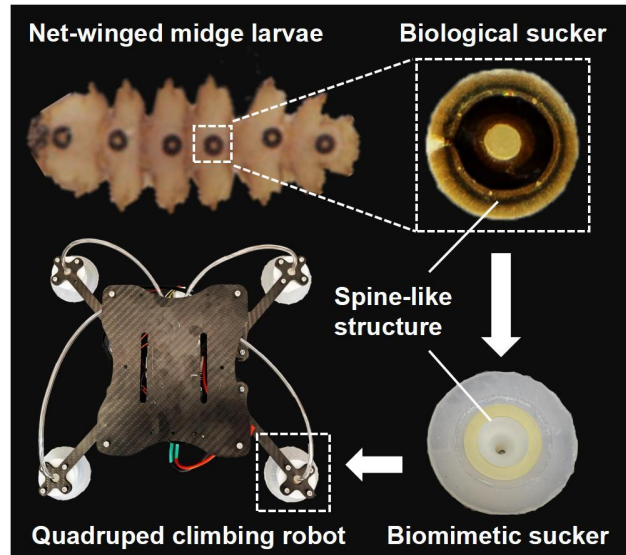 Net-winged midge larvae
Biological sucker
Spine-like
structure
Quadruped climbing robot
Biomimetic sucker